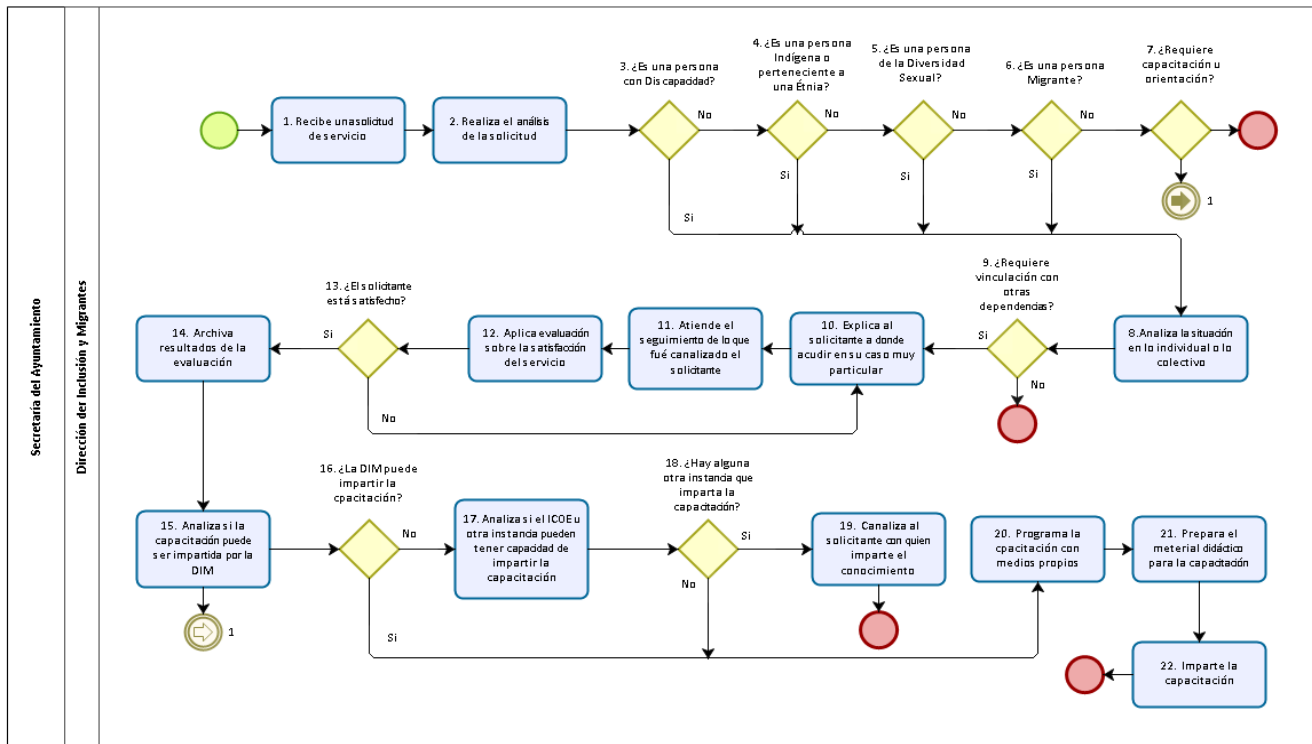 Secretaría del Ayuntamiento
Dirección der Inclusión y Migrantes
1. Recibe una solicitud
de servicio
2. Realiza el análisis
de la solicitud
3. ¿Es una persona
con Discapacidad?
4. ¿Es una persona
Indígena o
perteneciente a
una Étnia?
5. ¿Es una persona
de la Diversidad
Sexual?
6. ¿Es una persona
Migrante?
7. ¿Requiere
capacitación u
orientación?
No
No
No
No
Si
Si
Si
Si
1
8. Analiza la situación
en lo individual o lo
colectivo
9. ¿Requiere
vinculación con
otras
dependencias?
Si
No
10. Explica al
solicitante a donde
acudir en su caso muy
particular
11. Atiende el
seguimiento de lo que
fué canalizado el
solicitante
12. Aplica evaluación
sobre la satisfacción
del servicio
13. ¿El solicitante
está satisfecho?
Si
No
14. Archiva
resultados de la
evaluación
15. Analiza si la
capacitación puede
ser impartida por la
DIM
1
16. ¿La DIM puede
impartir la
cpacitación?
No
Si
17. Analiza si el ICOE u
otra instancia pueden
tener capacidad de
impartir la
capacitación
18. ¿Hay alguna
otra instancia que
imparta la
capacitación?
Si
No
19. Canaliza al
solicitante con quien
imparte el
conocimiento
20. Programa la
cpacitación con
medios propios
21. Prepara el
meterial didáctico
para la capacitación
22. Imparte la
capacitación